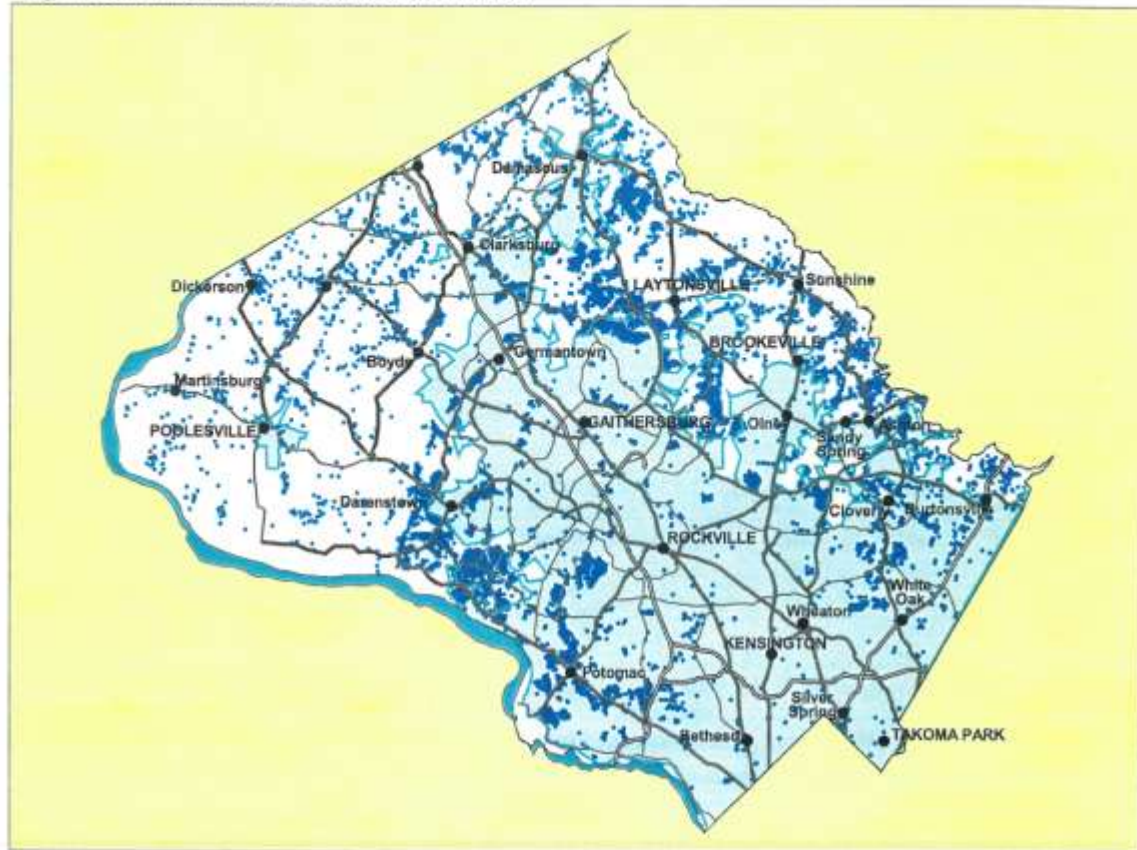 Damascus
Clarksburg
Dickerson
LAYTONSVILLE
Sunshine
BROOKEVILLE
Germantown
Boyds
Martinsburg
POOLESVILLE
GAITHERSBURG
Olney
Sandy
Spring
Ashton
Darnestown
Cloverly
Burtonsville
ROCKVILLE
White
Oak
Wheaton
KENSINGTON
Potomac
Silver
Spring
Bethesda
TAKOMA PARK